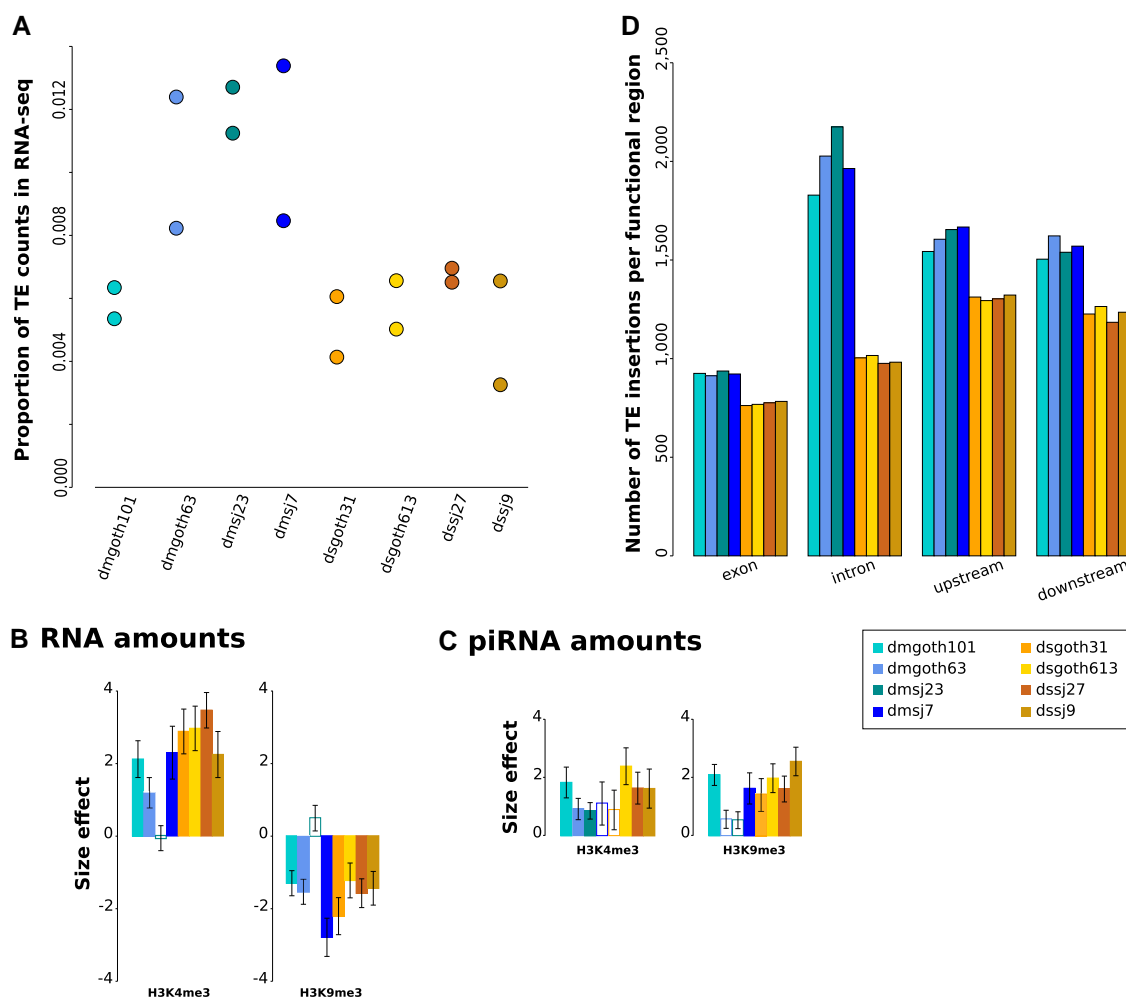 A
Proportion of TE counts in RNA-seq
0.012
0.008
0.004
0.000
dmgoth101
dmgoth63
dmsj23
dmsj7
dsgoth31
dsgoth613
dssj27
dssj9
D
Number of TE insertions per functional region
2,500
2,000
1,500
1,000
500
0
exon
intron
upstream
downstream
B RNA amounts
Size effect
4
2
0
-2
-4
H3K4me3
4
2
0
-2
-4
H3K9me3
C piRNA amounts
Size effect
4
2
0
H3K4me3
4
2
0
H3K9me3
dmgoth101
dmgoth63
dmsj23
dmsj7
dsgoth31
dsgoth613
dssj27
dssj9